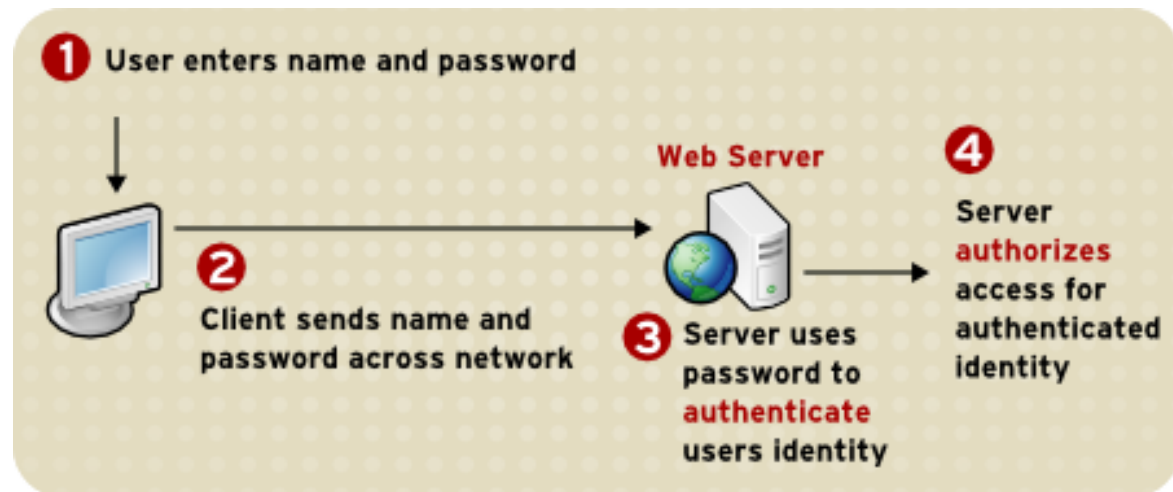 1 User enters name and password
2
Client sends name and
password across network
Web Server
3 Server uses
password to
authenticate
users identity
4
Server
authorizes
access for
authenticated
identity